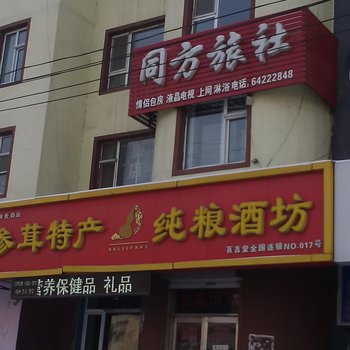 同方旅社
情侣包房 液晶电视 上网 淋浴 电话:64222848
参茸特产 纯粮酒坊
BAIJITANG
百吉堂全国连锁NO.017号
营养保健品 礼品